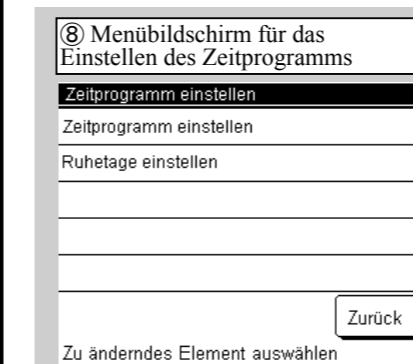 ⑧ Menübildschirm für das
Einstellen des Zeitprogramms
Zeitprogramm einstellen
Zeitprogramm einstellen
Ruhetage einstellen
Zurück
Zu änderndes Element auswählen